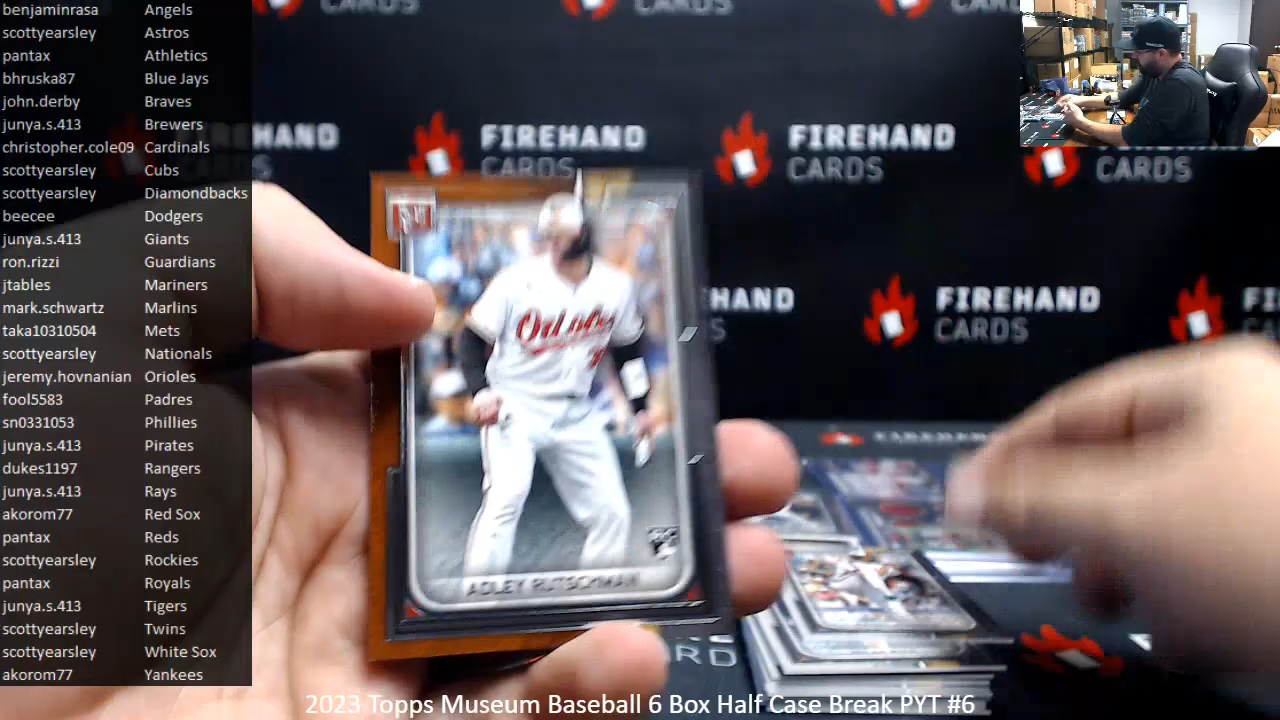 benjaminrasa Angels
scottyearsley Astros
pantax Athletics
bhruska87 Blue Jays
john.derby Braves
junya.s.413 Brewers
christopher.cole09 Cardinals
scottyearsley Cubs
scottyearsley Diamondbacks
beecee Dodgers
junya.s.413 Giants
ron.rizzi Guardians
jtables Mariners
mark.schwartz Marlins
taka10310504 Mets
scottyearsley Nationals
jeremy.hovnanian Orioles
fool5583 Padres
sn0331053 Phillies
junya.s.413 Pirates
dukes1197 Rangers
junya.s.413 Rays
akorom77 Red Sox
pantax Reds
scottyearsley Rockies
pantax Royals
junya.s.413 Tigers
scottyearsley Twins
scottyearsley White Sox
akorom77 Yankees
CARDS
CARDS
HAND
FIREHAND
CARDS
FIREHAND
CARDS
CARDS
HAND
FIREHAND
CARDS
Orioles
ADLEY RUTSCHMAN
2023 Topps Museum Baseball 6 Box Half Case Break PYT #6